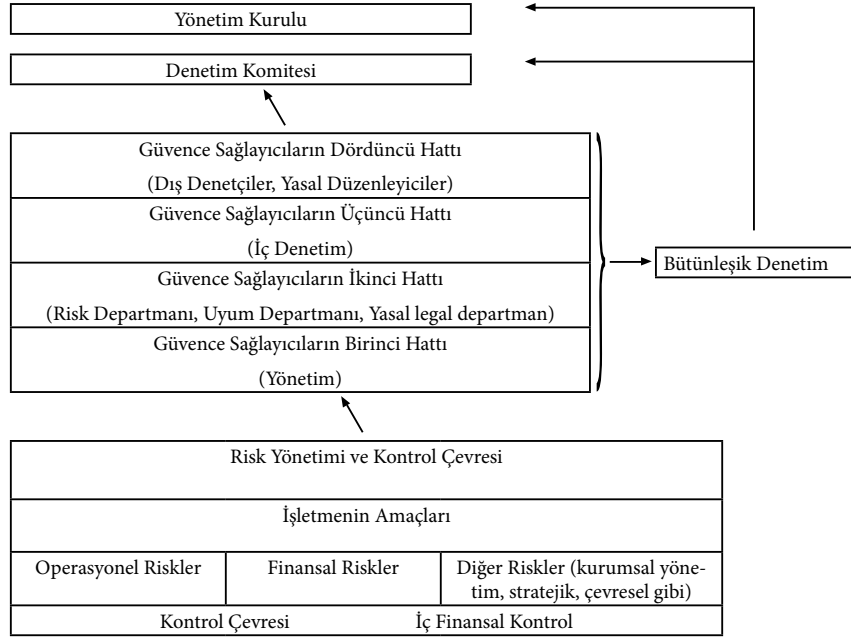 Yönetim Kurulu
Denetim Komitesi
Güvence Sağlayıcıların Dördüncü Hattı
(Dış Denetçiler, Yasal Düzenleyiciler)
Güvence Sağlayıcıların Üçüncü Hattı
(İç Denetim)
Güvence Sağlayıcıların İkinci Hattı
(Risk Departmanı, Uyum Departmanı, Yasal legal departman)
Güvence Sağlayıcıların Birinci Hattı
(Yönetim)
Bütünleşik Denetim
Risk Yönetimi ve Kontrol Çevresi
İşletmenin Amaçları
Operasyonel Riskler
Finansal Riskler
Diğer Riskler (kurumsal yöne-
tim, stratejik, çevresel gibi)
Kontrol Çevresi İç Finansal Kontrol